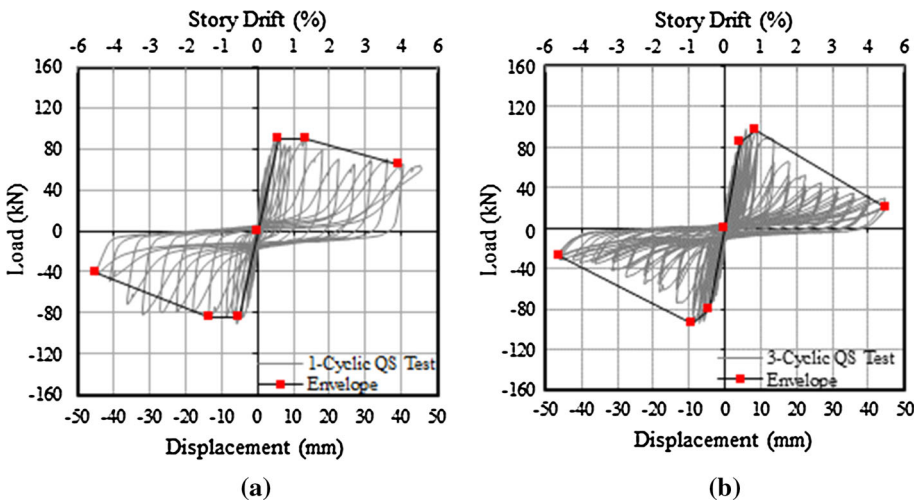 Story Drift (%)
-6 -5 -4 -3 -2 -1 0 1 2 3 4 5 6
160
120
80
40
0
-40
-80
-120
-160
Load (kN)
1-Cyclic QS Test
Envelope
-50 -40 -30 -20 -10 0 10 20 30 40 50
Displacement (mm)
(a)
Story Drift (%)
-6 -5 -4 -3 -2 -1 0 1 2 3 4 5 6
160
120
80
40
0
-40
-80
-120
-160
Load (kN)
3-Cyclic QS Test
Envelope
-50 -40 -30 -20 -10 0 10 20 30 40 50
Displacement (mm)
(b)